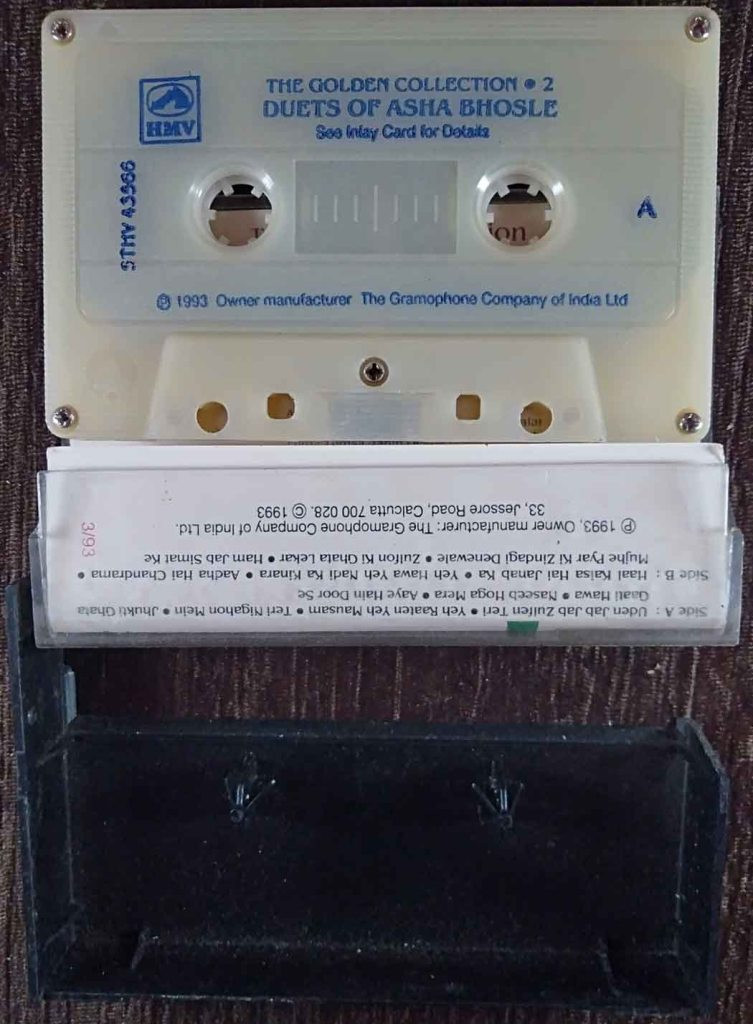 HMV
THE GOLDEN COLLECTION • 2
DUETS OF ASHA BHOSLE
See Inlay Card for Details
STHV 43966
A
ion
℗ 1993 Owner manufacturer The Gramophone Company of India Ltd
Side A : Uden Jab Jab Zulfen Teri • Yeh Raaten Yeh Mausam • Teri Nigahon Mein • Jhukti Ghata
Gaati Hawa • Naseeb Hoga Mera • Aaye Hain Door Se
Side B : Haal Kaisa Hai Janab Ka • Yeh Hawa Yeh Nadi Ka Kinara • Aadha Hai Chandrama •
Mujhe Pyar Ki Zindagi Denewale • Zulfon Ki Ghata Lekar • Ham Jab Simat Ke
℗ 1993, Owner manufacturer: The Gramophone Company of India Ltd.
33, Jessore Road, Calcutta 700 028. © 1993
3/93